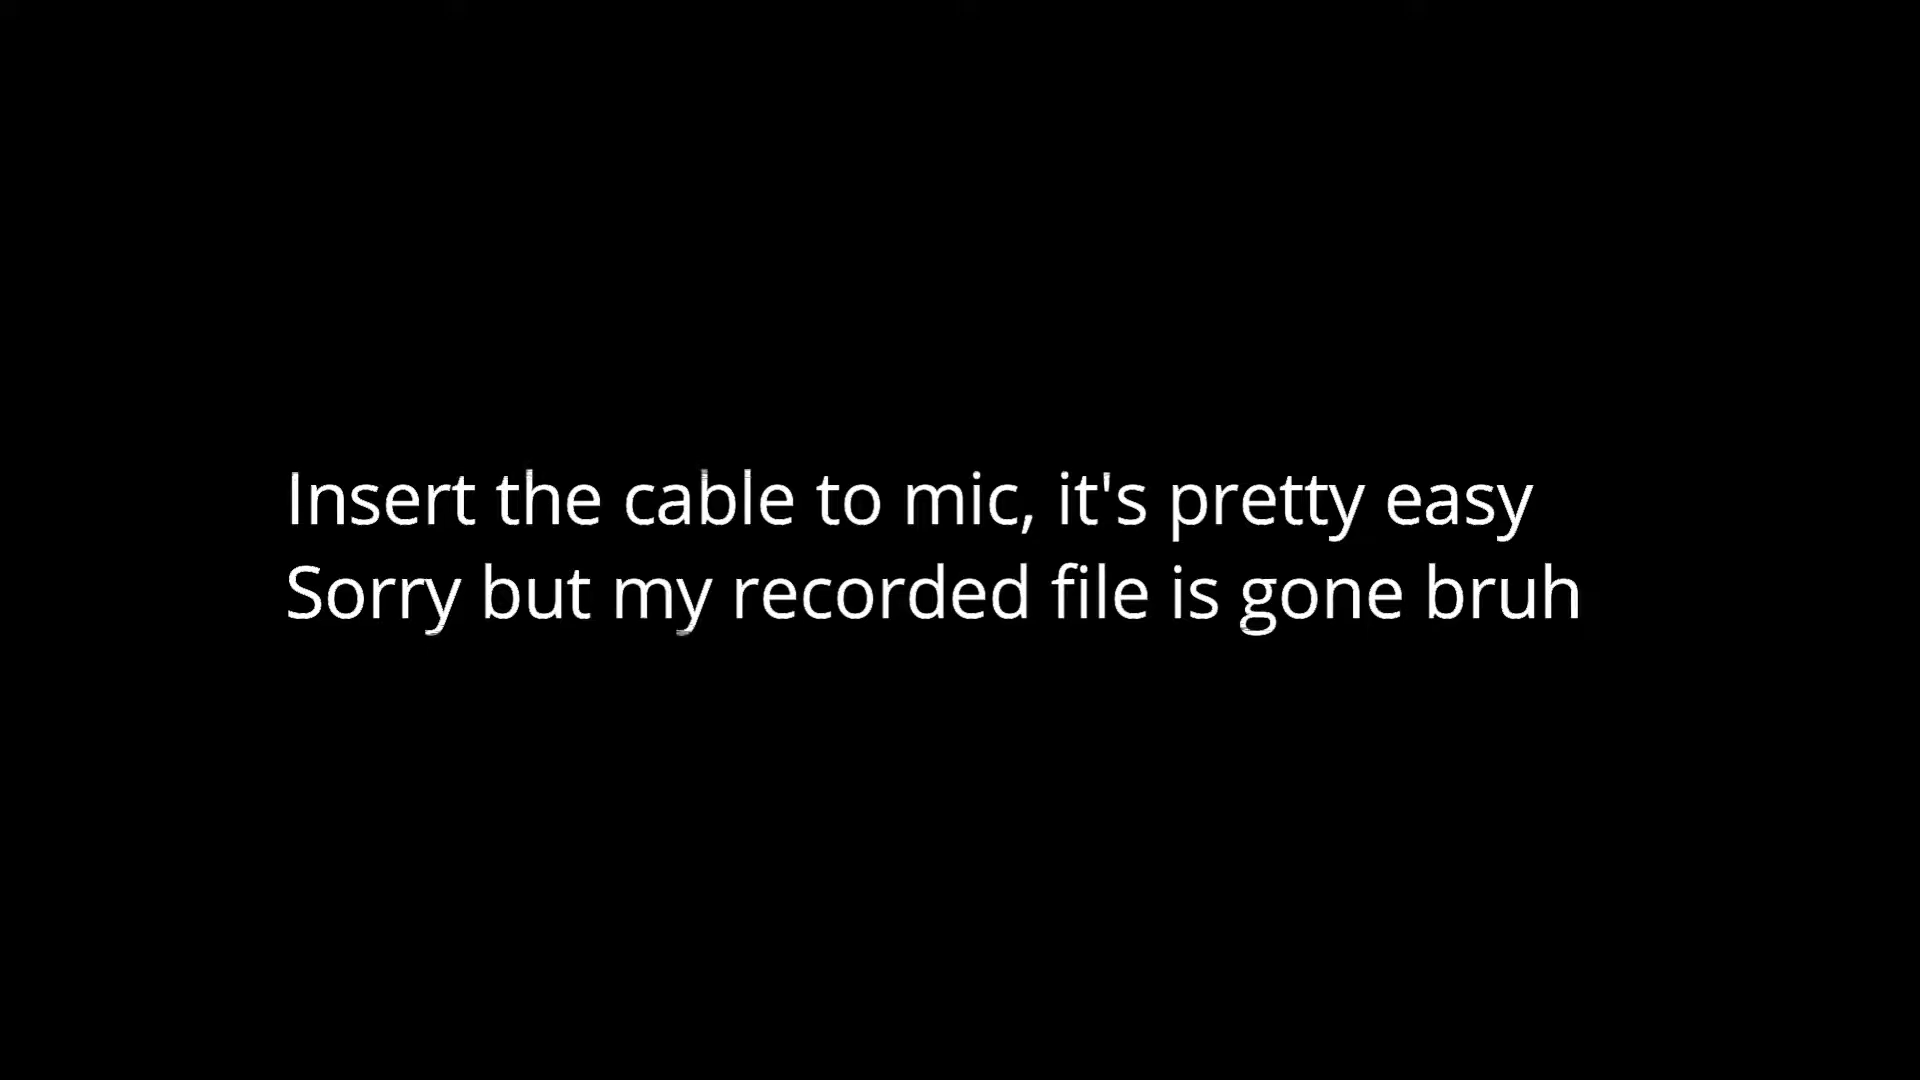 Insert the cable to mic, it's pretty easy
Sorry but my recorded file is gone bruh